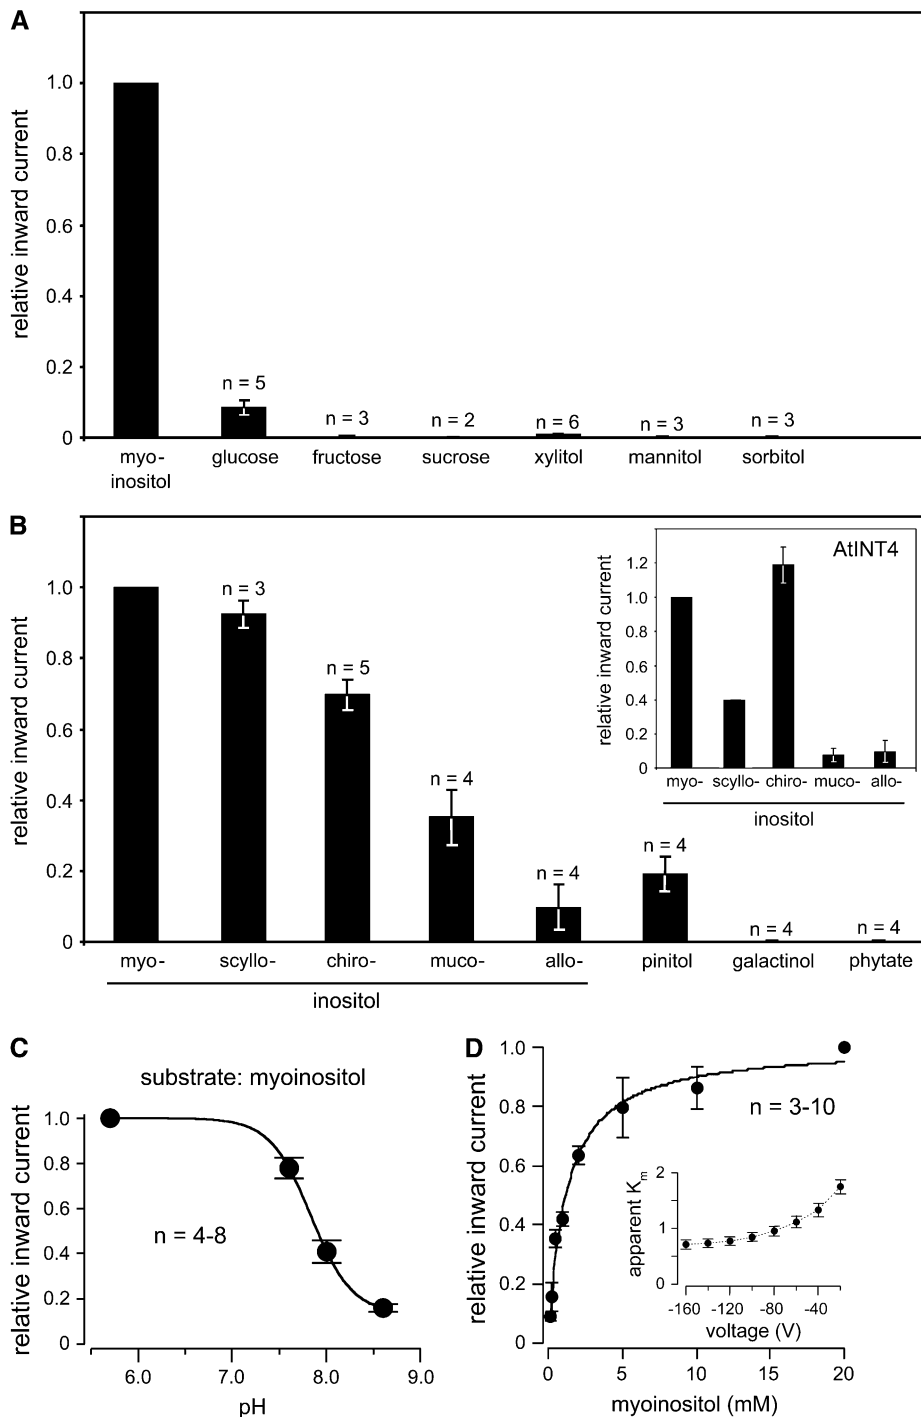 A
relative inward current
1.0
0.8
0.6
0.4
0.2
0
n = 5
n = 3
n = 2
n = 6
n = 3
n = 3
myo-
inositol
glucose
fructose
sucrose
xylitol
mannitol
sorbitol
B
relative inward current
1.0
0.8
0.6
0.4
0.2
0
n = 3
n = 5
n = 4
n = 4
n = 4
n = 4
n = 4
myo-
scyllo-
chiro-
muco-
allo-
pinitol
galactinol
phytate
inositol
AtINT4
relative inward current
1.2
1.0
0.8
0.6
0.4
0.2
0
myo-
scyllo-
chiro-
muco-
allo-
inositol
C
substrate: myoinositol
relative inward current
1.0
0.8
0.6
0.4
0.2
0
n = 4-8
6.0
7.0
8.0
9.0
pH
D
relative inward current
1.0
0.8
0.6
0.4
0.2
0
n = 3-10
apparent Km
2
1
0
-160
-120
-80
-40
voltage (V)
0
5
10
15
20
myoinositol (mM)